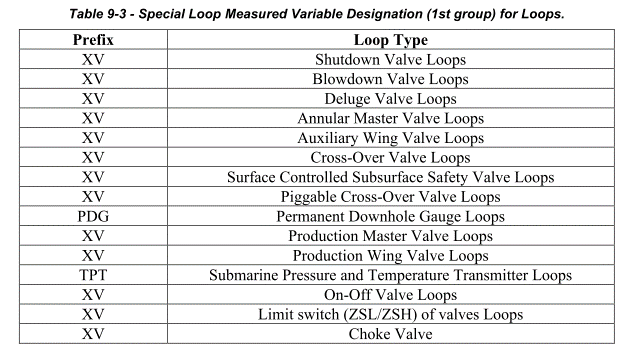 Table 9-3 - Special Loop Measured Variable Designation (1st group) for Loops.
Prefix Loop Type
XV Shutdown Valve Loops
XV Blowdown Valve Loops
XV Deluge Valve Loops
XV Annular Master Valve Loops
XV Auxiliary Wing Valve Loops
XV Cross-Over Valve Loops
XV Surface Controlled Subsurface Safety Valve Loops
XV Piggable Cross-Over Valve Loops
PDG Permanent Downhole Gauge Loops
XV Production Master Valve Loops
XV Production Wing Valve Loops
TPT Submarine Pressure and Temperature Transmitter Loops
XV On-Off Valve Loops
XV Limit switch (ZSL/ZSH) of valves Loops
XV Choke Valve